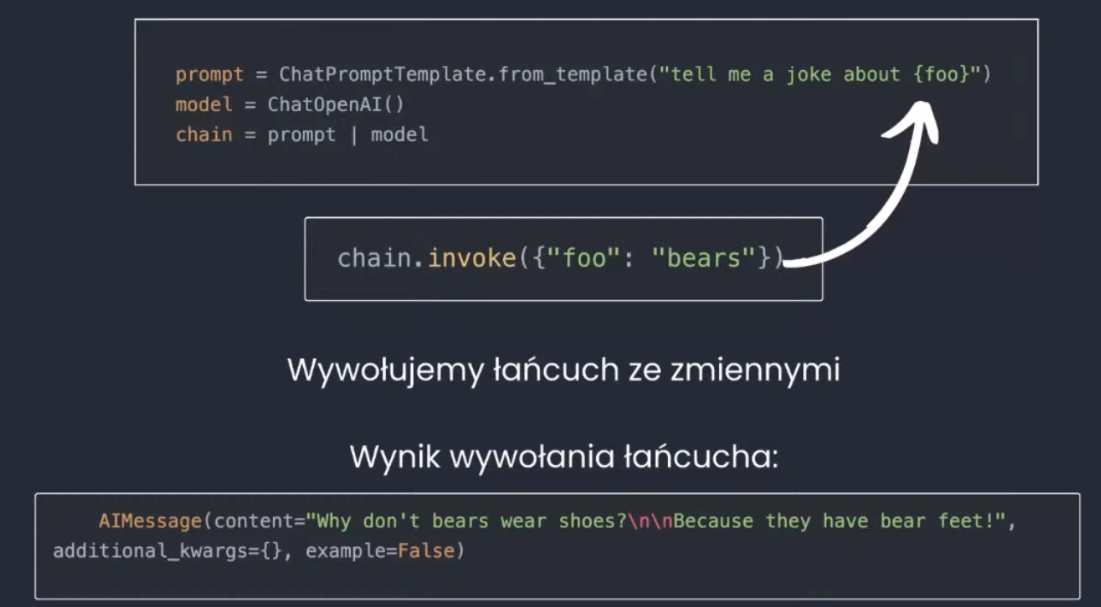 prompt = ChatPromptTemplate.from_template("tell me a joke about {foo}")
model = ChatOpenAI()
chain = prompt | model
chain.invoke({"foo": "bears"})
Wywołujemy łańcuch ze zmiennymi
Wynik wywołania łańcucha:
AIMessage(content="Why don't bears wear shoes?\n\nBecause they have bear feet!",
additional_kwargs={}, example=False)